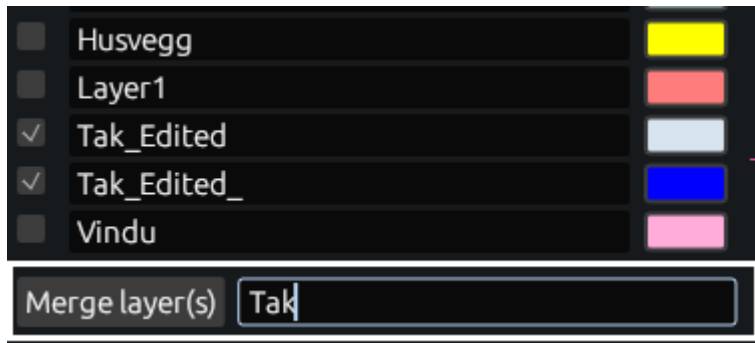 Husvegg
Layer1
Tak_Edited
Tak_Edited_
Vindu
Merge layer(s) Tak